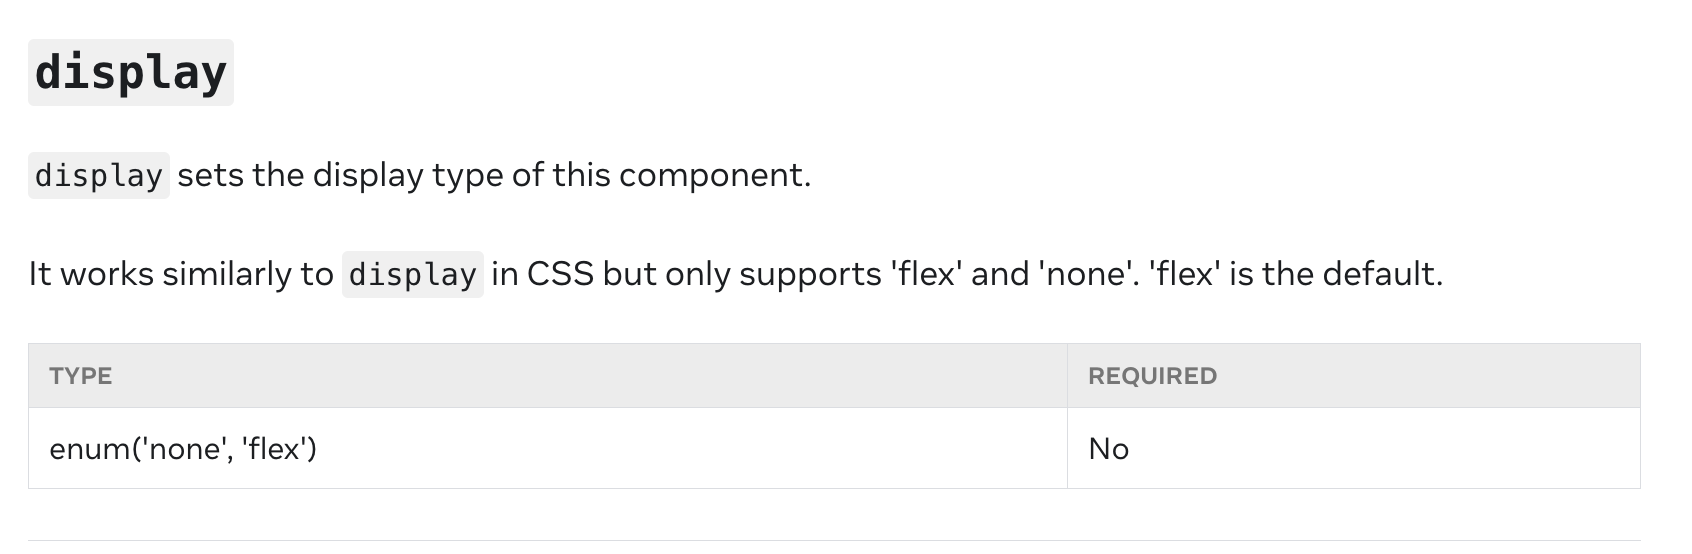 display
display sets the display type of this component.
It works similarly to display in CSS but only supports 'flex' and 'none'. 'flex' is the default.
TYPE REQUIRED
enum('none', 'flex') No